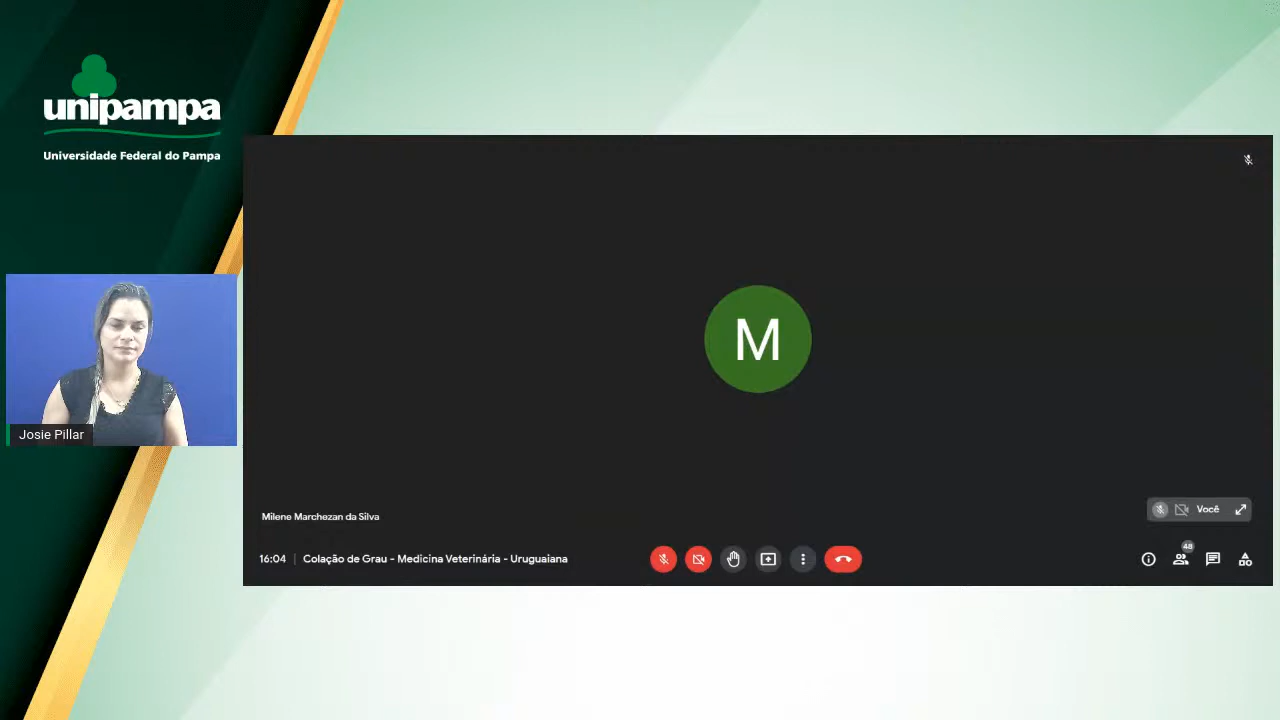 unipampa
Universidade Federal do Pampa
Josie Pillar
M
Milene Marchezan da Silva
Você
16:04 | Colação de Grau - Medicina Veterinária - Uruguaiana
48